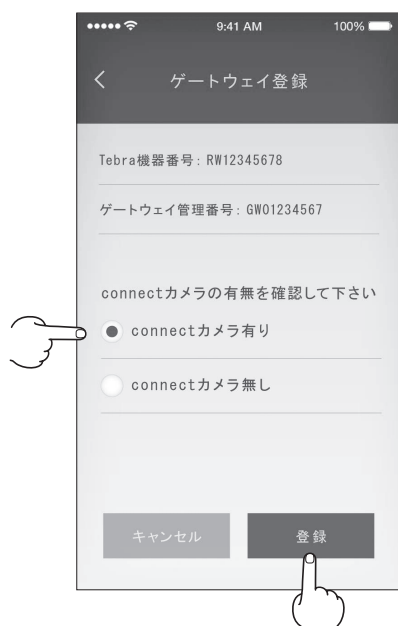 9:41 AM 100%
ゲートウェイ登録
Tebra機器番号: RW12345678
ゲートウェイ管理番号: GW01234567
connectカメラの有無を確認して下さい
connectカメラ有り
connectカメラ無し
キャンセル 登録